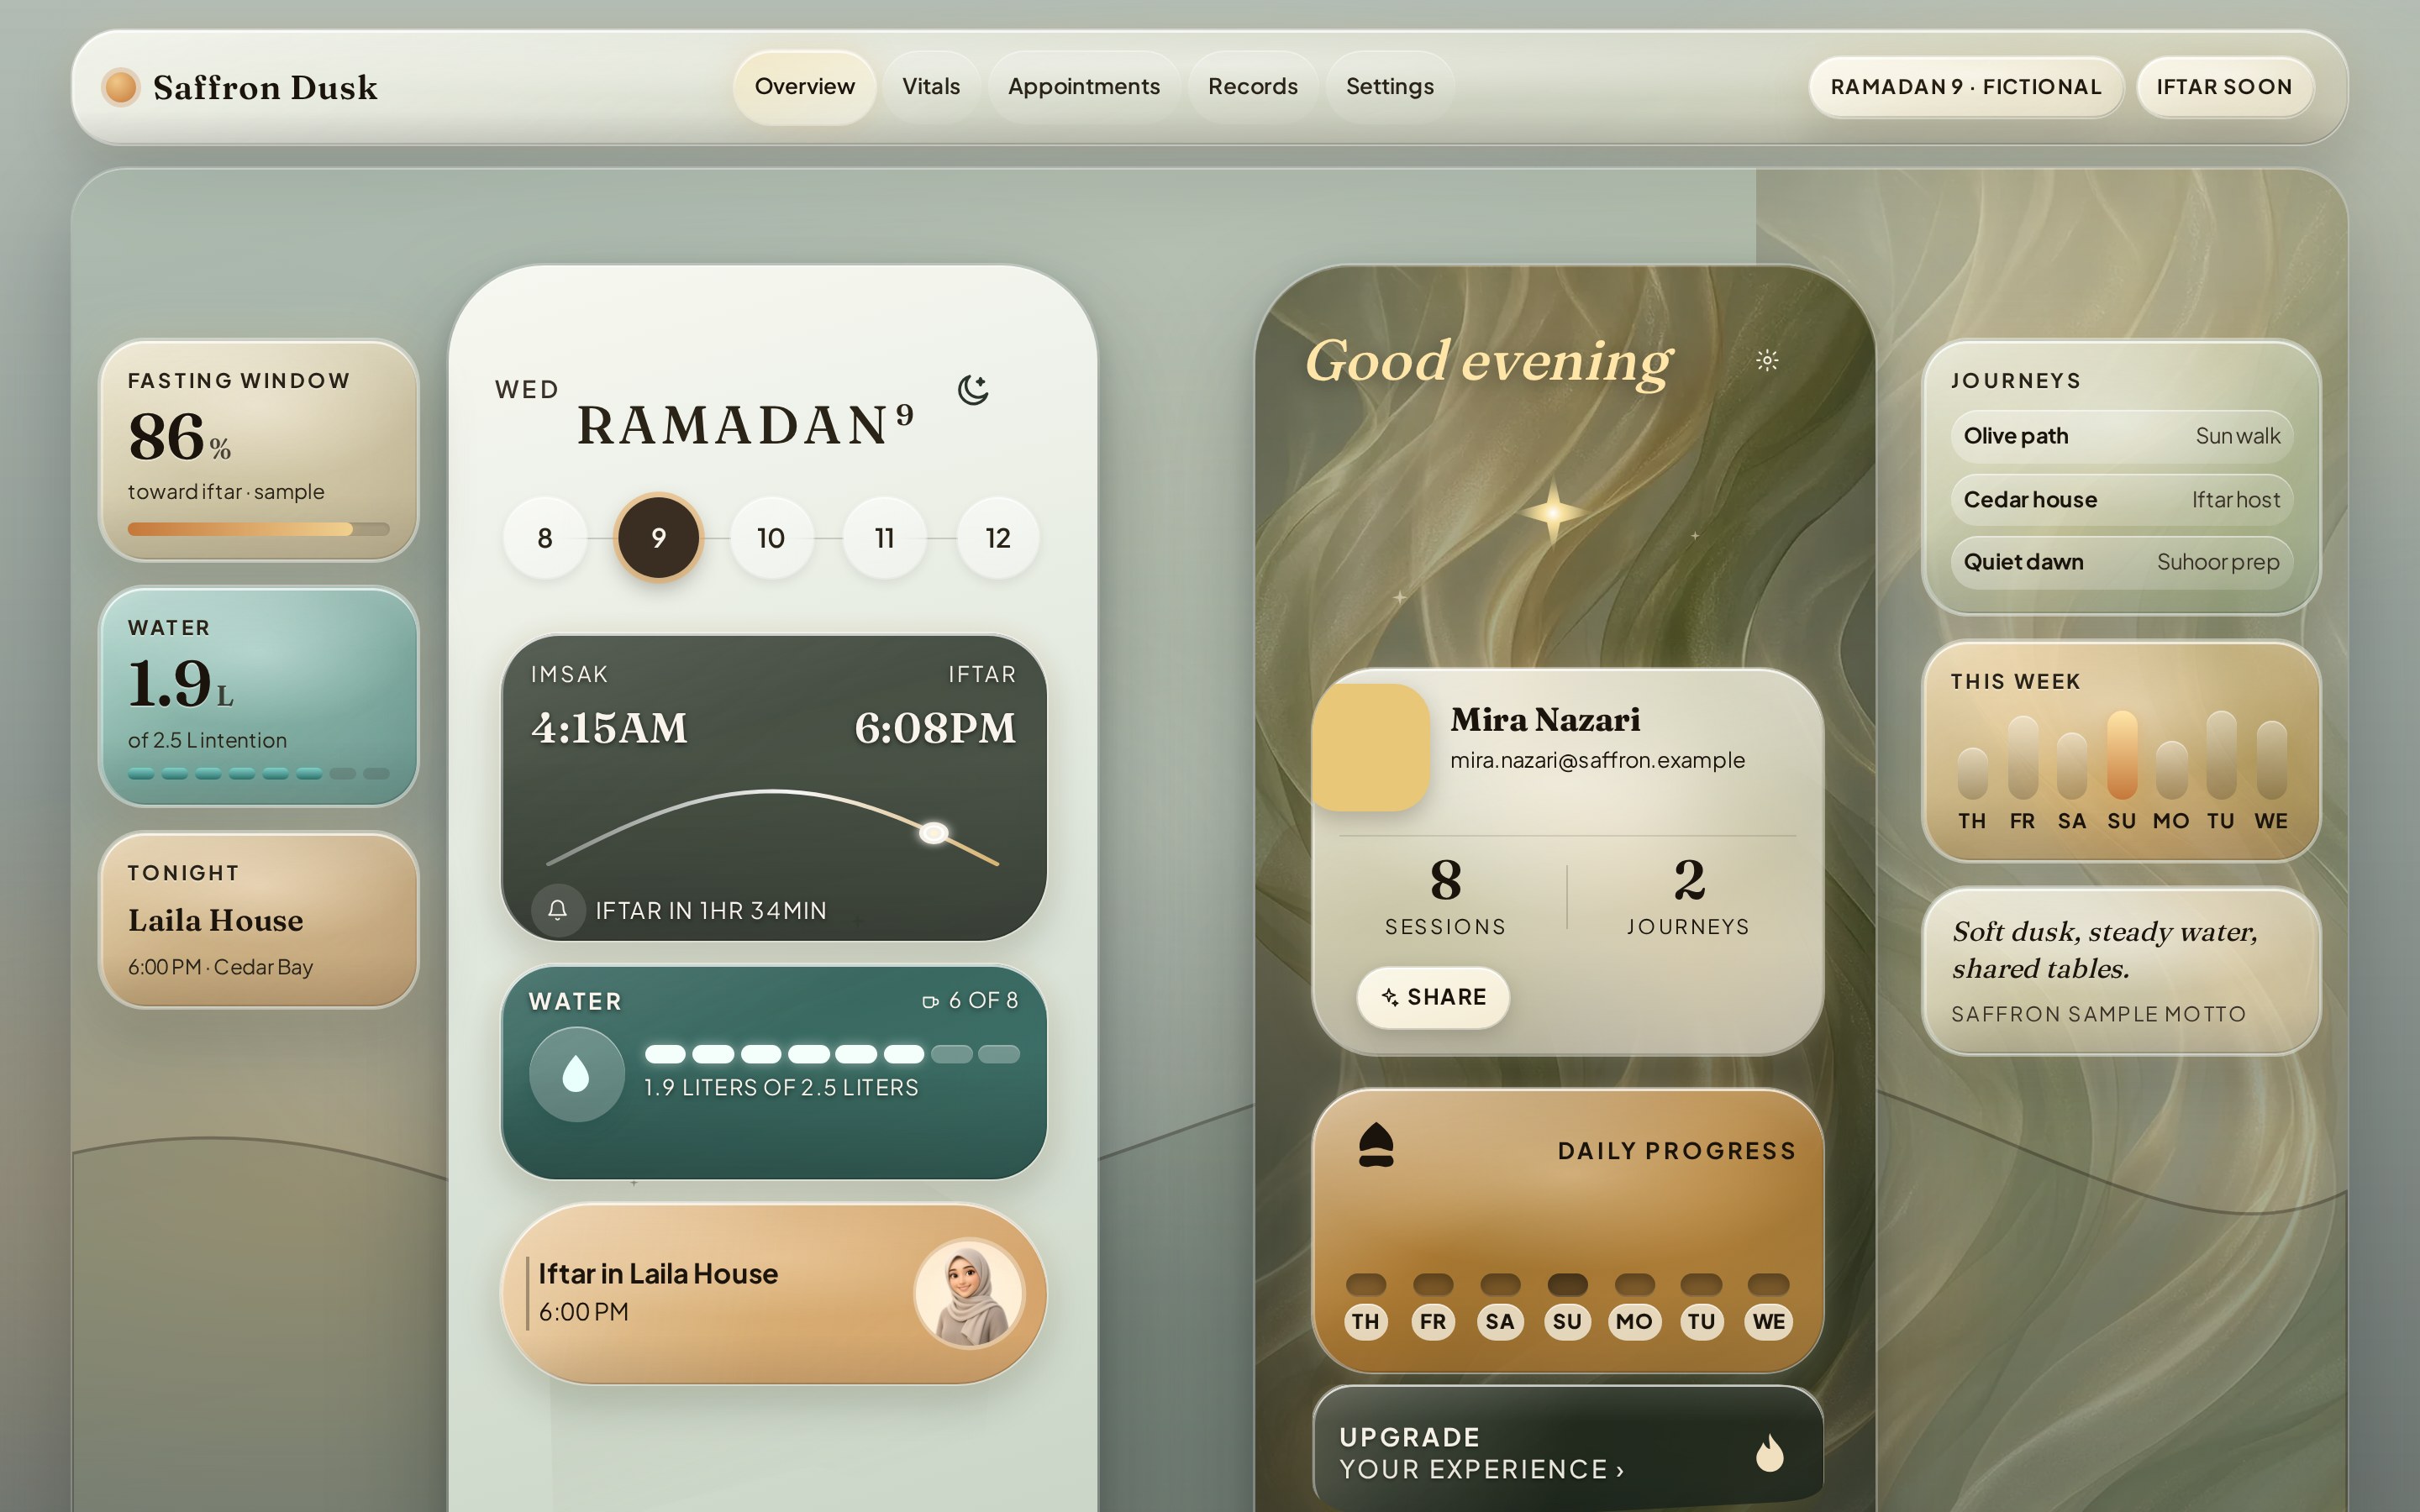 Saffron Dusk
Overview
Vitals
Appointments
Records
Settings
RAMADAN 9 · FICTIONAL
IFTAR SOON
FASTING WINDOW
86%
toward iftar · sample
WATER
1.9 L
of 2.5 L intention
TONIGHT
Laila House
6:00 PM · Cedar Bay
WED
RAMADAN 9
8
9
10
11
12
IMSAK
IFTAR
4:15AM
6:08PM
IFTAR IN 1HR 34MIN
WATER
6 OF 8
1.9 LITERS OF 2.5 LITERS
Iftar in Laila House
6:00 PM
Good evening
Mira Nazari
mira.nazari@saffron.example
8
SESSIONS
2
JOURNEYS
SHARE
DAILY PROGRESS
TH FR SA SU MO TU WE
UPGRADE
YOUR EXPERIENCE ›
JOURNEYS
Olive path Sun walk
Cedar house Iftar host
Quiet dawn Suhoor prep
THIS WEEK
TH FR SA SU MO TU WE
Soft dusk, steady water,
shared tables.
SAFFRON SAMPLE MOTTO